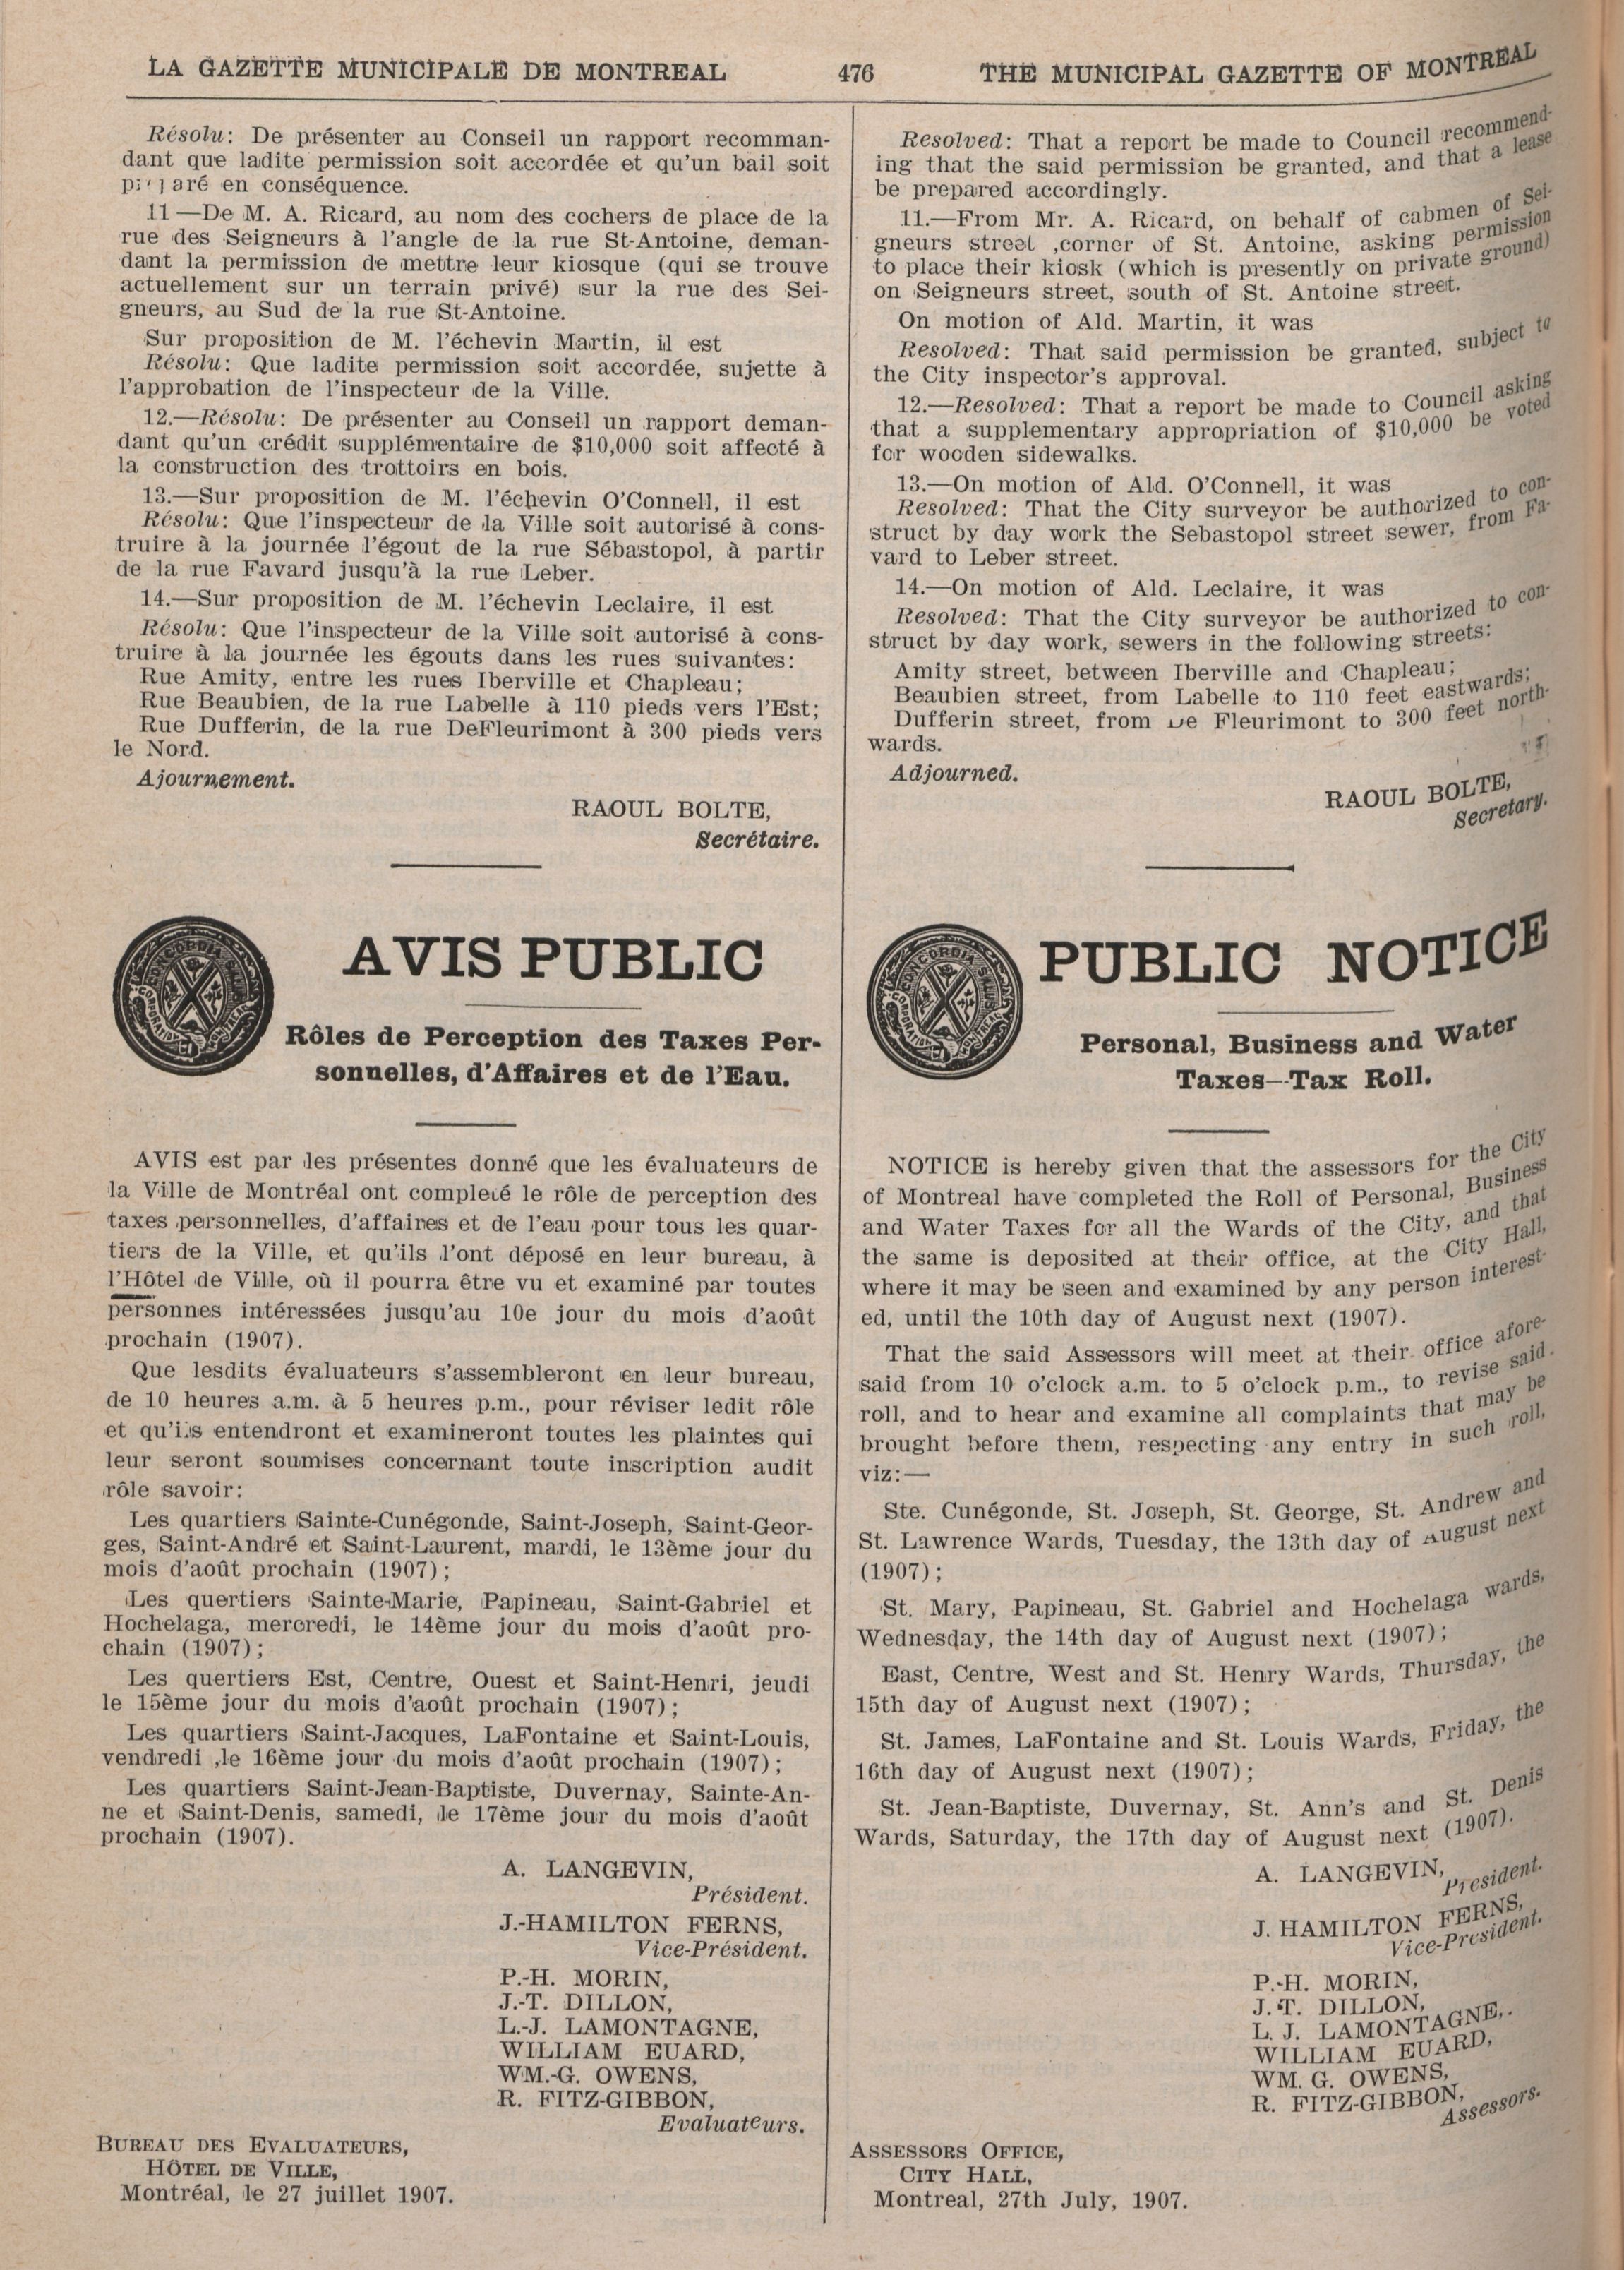 LA GAZETTE MUNICIPALE DE MONTREAL 476 THE MUNICIPAL GAZETTE OF MONTREAL
Résolu: De présenter au Conseil un rapport recomman-
dant que ladite permission soit accordée et qu'un bail soit
en conséquence.
11—De M. A. Ricard, au nom des cochers de place de la
rue des Seigneurs à l'angle de la rue St-Antoine, deman-
dant la permission de mettre leur kiosque (qui se trouve
actuellement sur un terrain privé) sur la rue des Sei-
gneurs, au Sud de la rue St-Antoine.
Sur proposition de M. l'échevin Martin, il est
Résolu: Que ladite permission soit accordée, sujette à
l'approbation de l'inspecteur de la Ville.
12.—Résolu: De présenter au Conseil un rapport deman-
dant qu'un crédit supplémentaire de $10,000 soit affecté à
la construction des trottoirs en bois.
13.—Sur proposition de M. l'échevin O'Connell, il est
Résolu: Que l'inspecteur de la Ville soit autorisé à cons-
truire à la journée l'égout de la rue Sébastopol, à partir
de la rue Favard jusqu'à la rue Leber.
14.—Sur proposition de M. l'échevin Leclaire, il est
Résolu: Que l'inspecteur de la Ville soit autorisé à cons-
truire à la journée les égouts dans les rues suivantes:
Rue Amity, entre les rues Iberville et Chapleau;
Rue Beaubien, de la rue Labelle à 110 pieds vers l'Est;
Rue Dufferin, de la rue DeFleurimont à 300 pieds vers
le Nord.
Ajournement.
RAOUL BOLTE,
Secrétaire.
AVIS PUBLIC
Rôles de Perception des Taxes Per-
sonnelles, d'Affaires et de l'Eau.
AVIS est par les présentes donné que les évaluateurs de
la Ville de Montréal ont completé le rôle de perception des
taxes personnelles, d'affaires et de l'eau pour tous les quar-
tiers de la Ville, et qu'ils l'ont déposé en leur bureau, à
l'Hôtel de Ville, où il pourra être vu et examiné par toutes
personnes intéressées jusqu'au 10e jour du mois d'août
prochain (1907).
Que lesdits évaluateurs s'assembleront en leur bureau,
de 10 heures a.m. à 5 heures p.m., pour réviser ledit rôle
et qu'ils entendront et examineront toutes les plaintes qui
leur seront soumises concernant toute inscription audit
rôle savoir:
Les quartiers Sainte-Cunégonde, Saint-Joseph, Saint-Geor-
ges, Saint-André et Saint-Laurent, mardi, le 13ème jour du
mois d'août prochain (1907);
Les quertiers Sainte-Marie, Papineau, Saint-Gabriel et
Hochelaga, mercredi, le 14ème jour du mois d'août pro-
chain (1907);
Les quertiers Est, Centre, Ouest et Saint-Henri, jeudi
le 15ème jour du mois d'août prochain (1907);
Les quartiers Saint-Jacques, LaFontaine et Saint-Louis,
vendredi ,le 16ème jour du mois d'août prochain (1907);
Les quartiers Saint-Jean-Baptiste, Duvernay, Sainte-An-
ne et Saint-Denis, samedi, le 17ème jour du mois d'août
prochain (1907).
A. LANGEVIN,
Président.
J.-HAMILTON FERNS,
Vice-Président.
P.-H. MORIN,
J.-T. DILLON,
L.-J. LAMONTAGNE,
WILLIAM EUARD,
WM.-G. OWENS,
R. FITZ-GIBBON,
Evaluateurs.
BUREAU DES EVALUATEURS,
HÔTEL DE VILLE,
Montréal, le 27 juillet 1907.
Resolved: That a report be made to Council recommend-
ing that the said permission be granted, and that a lease
be prepared accordingly.
11.—From Mr. A. Ricard, on behalf of cabmen of Sei-
gneurs street ,corner of St. Antoine, asking permission
to place their kiosk (which is presently on private ground)
on Seigneurs street, south of St. Antoine street.
On motion of Ald. Martin, it was
Resolved: That said permission be granted, subject to
the City inspector's approval.
12.—Resolved: That a report be made to Council asking
that a supplementary appropriation of $10,000 be voted
for wooden sidewalks.
13.—On motion of Ald. O'Connell, it was
Resolved: That the City surveyor be authorized to con-
struct by day work the Sebastopol street sewer, from Fa-
vard to Leber street.
14.—On motion of Ald. Leclaire, it was
Resolved: That the City surveyor be authorized to con-
struct by day work, sewers in the following streets:
Amity street, between Iberville and Chapleau;
Beaubien street, from Labelle to 110 feet eastwards;
Dufferin street, from De Fleurimont to 300 feet north-
wards.
Adjourned.
RAOUL BOLTE,
Secretary.
PUBLIC NOTICE
Personal, Business and Water
Taxes—Tax Roll.
NOTICE is hereby given that the assessors for the City
of Montreal have completed the Roll of Personal, Business
and Water Taxes for all the Wards of the City, and that
the same is deposited at their office, at the City Hall,
where it may be seen and examined by any person interest-
ed, until the 10th day of August next (1907).
That the said Assessors will meet at their office afore-
said from 10 o'clock a.m. to 5 o'clock p.m., to revise said
roll, and to hear and examine all complaints that may be
brought before them, respecting any entry in such roll,
viz:—
Ste. Cunégonde, St. Joseph, St. George, St. Andrew and
St. Lawrence Wards, Tuesday, the 13th day of August next
(1907);
St. Mary, Papineau, St. Gabriel and Hochelaga wards,
Wednesday, the 14th day of August next (1907);
East, Centre, West and St. Henry Wards, Thursday, the
15th day of August next (1907);
St. James, LaFontaine and St. Louis Wards, Friday, the
16th day of August next (1907);
St. Jean-Baptiste, Duvernay, St. Ann's and St. Denis
Wards, Saturday, the 17th day of August next (1907).
A. LANGEVIN,
President.
J. HAMILTON FERNS,
Vice-President.
P.-H. MORIN,
J. T. DILLON,
L. J. LAMONTAGNE,
WILLIAM EUARD,
WM. G. OWENS,
R. FITZ-GIBBON,
Assessors.
ASSESSORS OFFICE,
CITY HALL,
Montreal, 27th July, 1907.